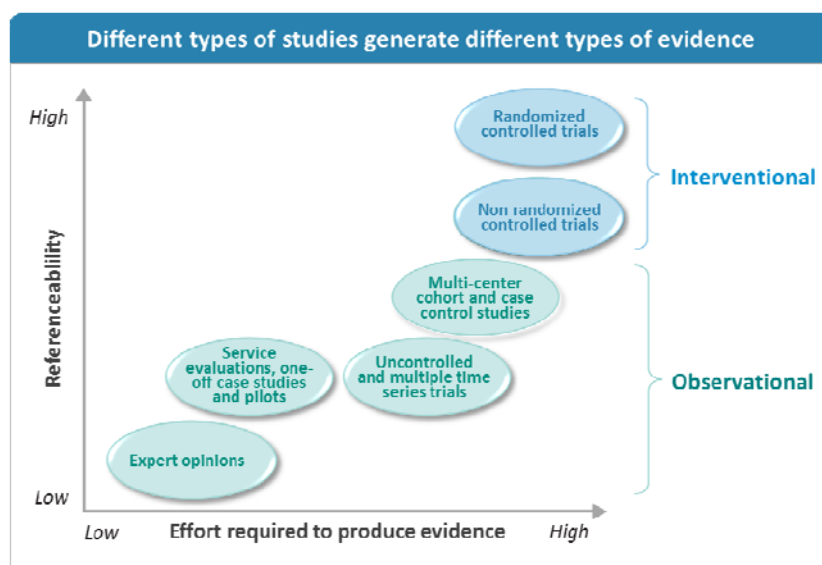 Different types of studies generate different types of evidence
High
Randomized
controlled trials
Interventional
Non randomized
controlled trials
Referenceablility
Multi-center
cohort and case
control studies
Service
evaluations, one-
off case studies
and pilots
Uncontrolled
and multiple time
series trials
Observational
Expert opinions
Low
Low
Effort required to produce evidence
High